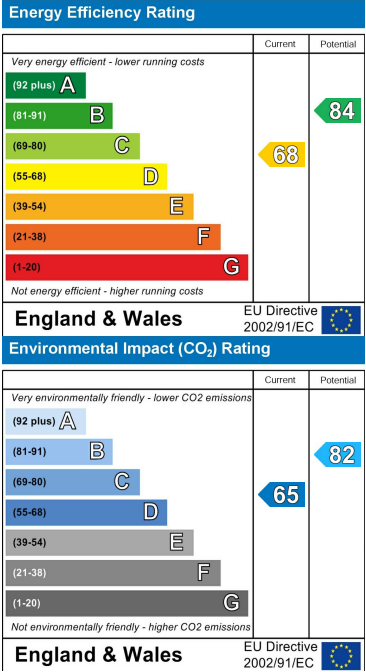 Energy Efficiency Rating
Current Potential
Very energy efficient - lower running costs
(92 plus) A
(81-91) B
84
(69-80) C
68
(55-68) D
(39-54) E
(21-38) F
(1-20) G
Not energy efficient - higher running costs
England & Wales
EU Directive
2002/91/EC
Environmental Impact (CO₂) Rating
Current Potential
Very environmentally friendly - lower CO2 emissions
(92 plus) A
(81-91) B
82
(69-80) C
65
(55-68) D
(39-54) E
(21-38) F
(1-20) G
Not environmentally friendly - higher CO2 emissions
England & Wales
EU Directive
2002/91/EC